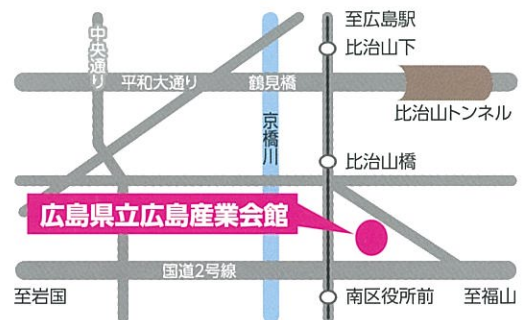 至広島駅
比治山下
中央通り
平和大通り
鶴見橋
比治山トンネル
京橋川
比治山橋
広島県立広島産業会館
国道2号線
至岩国
南区役所前
至福山